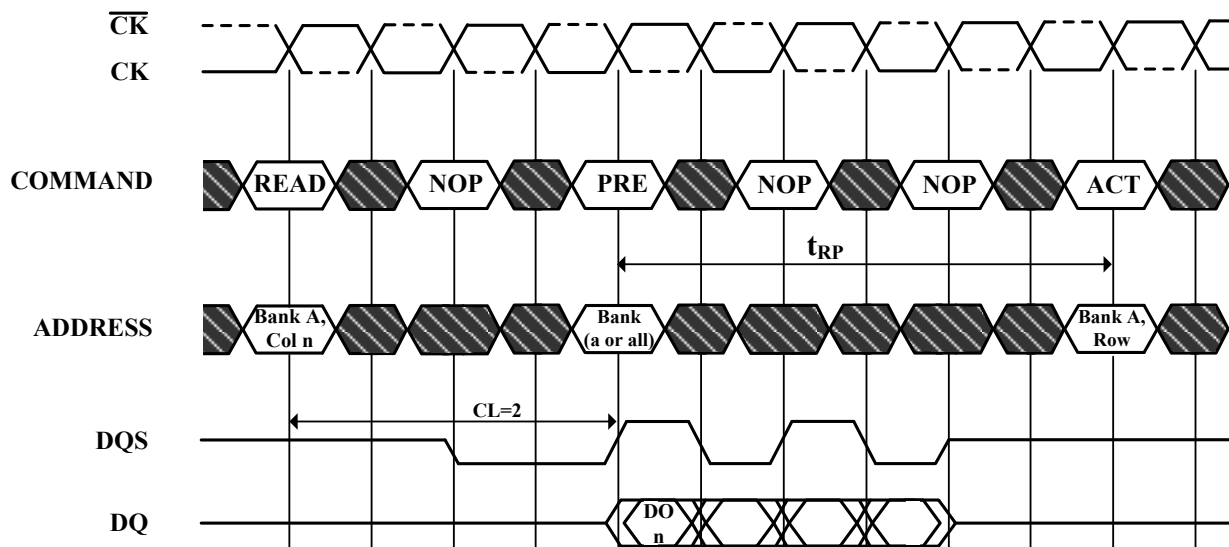 CK
CK
COMMAND
READ
NOP
PRE
NOP
NOP
ACT
tRP
ADDRESS
Bank A,
Col n
Bank
(a or all)
Bank A,
Row
CL=2
DQS
DQ
DO
n